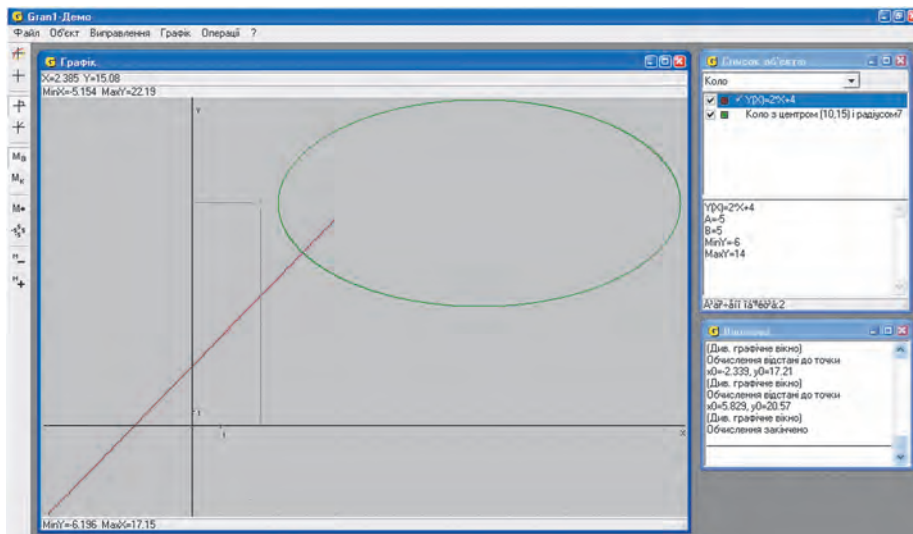 Gran1-Демо
Файл Об'єкт Виправлення Графік Операції ?
Графік
X=2.385 Y=15.08
MinX=-5.154 MaxY=22.19
Y
1
1
X
MinY=-6.196 MaxX=17.15
Список об'єктів
Коло
Y(X)=2*X+4
Коло з центром (10,15) і радіусом7
Y(X)=2*X+4
A=-5
B=5
MinY=-6
MaxY=14
(Див. графічне вікно)
Обчислення відстані до точки
x0=-2.339, y0=17.21
(Див. графічне вікно)
Обчислення відстані до точки
x0=5.829, y0=20.57
(Див. графічне вікно)
Обчислення закінчено